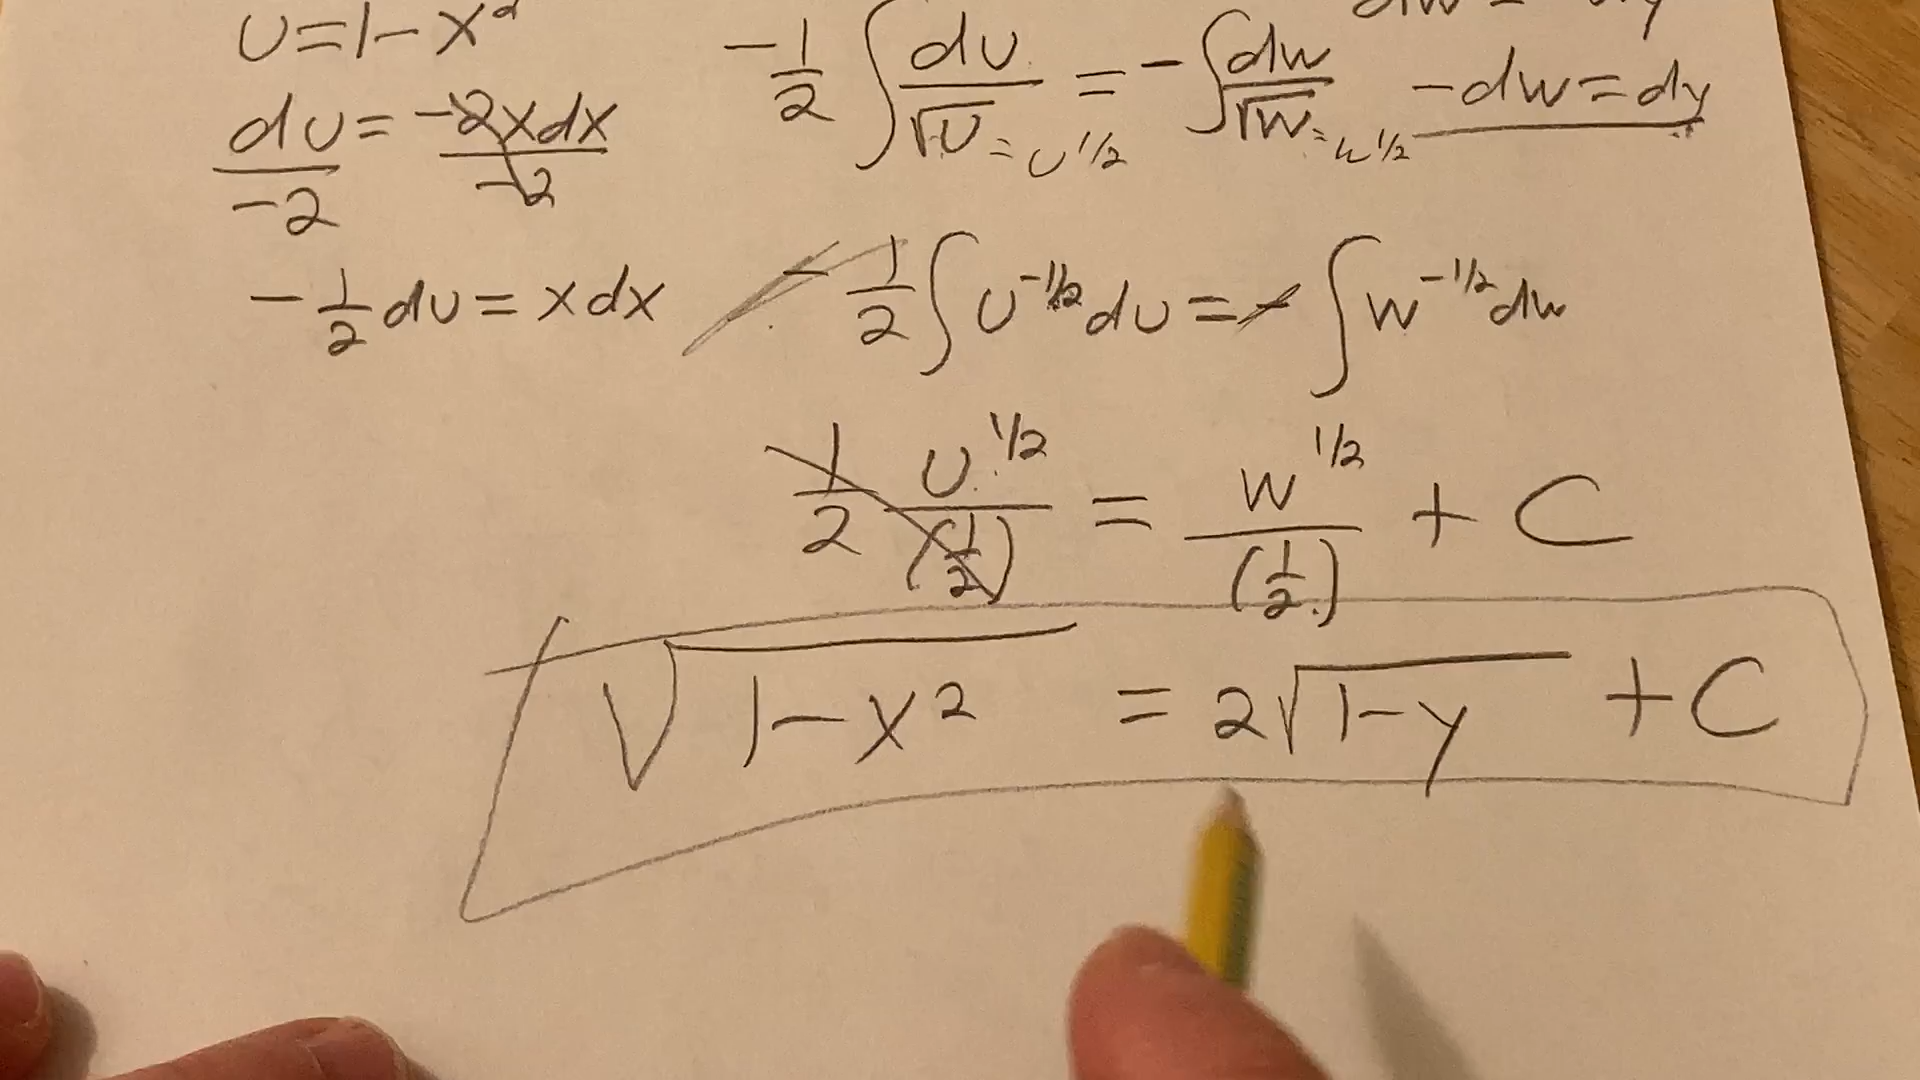 u = 1 - x²
du/-2 = -2xdx/-2
-1/2 du = xdx
-1/2 ∫ du/√u = -∫ dw/√w
= u^1/2
= w^1/2
-dw = dy
-1/2 ∫ u^-1/2 du = -∫ w^-1/2 dw
1/2 u^1/2/(1/2) = w^1/2/(1/2) + C
√1-x² = 2√1-y + C